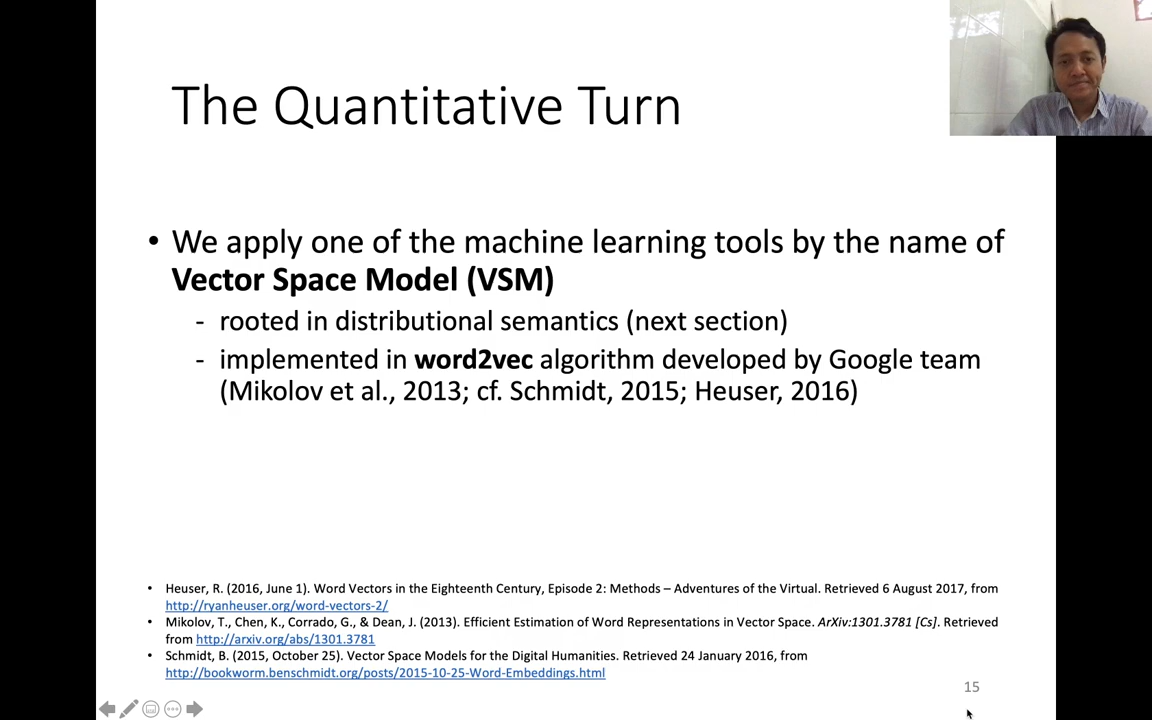 The Quantitative Turn
• We apply one of the machine learning tools by the name of
Vector Space Model (VSM)
- rooted in distributional semantics (next section)
- implemented in word2vec algorithm developed by Google team
(Mikolov et al., 2013; cf. Schmidt, 2015; Heuser, 2016)
• Heuser, R. (2016, June 1). Word Vectors in the Eighteenth Century, Episode 2: Methods – Adventures of the Virtual. Retrieved 6 August 2017, from
http://ryanheuser.org/word-vectors-2/
• Mikolov, T., Chen, K., Corrado, G., & Dean, J. (2013). Efficient Estimation of Word Representations in Vector Space. ArXiv:1301.3781 [Cs]. Retrieved
from http://arxiv.org/abs/1301.3781
• Schmidt, B. (2015, October 25). Vector Space Models for the Digital Humanities. Retrieved 24 January 2016, from
http://bookworm.benschmidt.org/posts/2015-10-25-Word-Embeddings.html
15